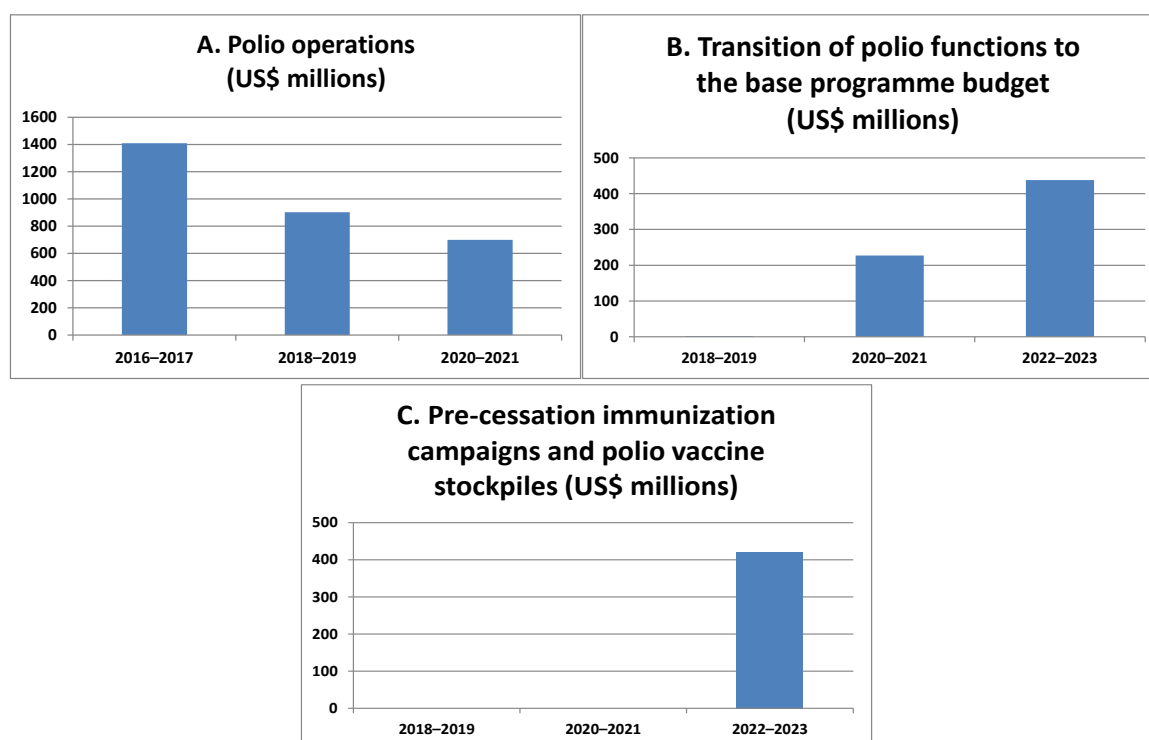 A. Polio operations
(US$ millions)
1600
1400
1200
1000
800
600
400
200
0
2016–2017 2018–2019 2020–2021
B. Transition of polio functions to
the base programme budget
(US$ millions)
500
400
300
200
100
0
2018–2019 2020–2021 2022–2023
C. Pre-cessation immunization
campaigns and polio vaccine
stockpiles (US$ millions)
500
400
300
200
100
0
2018–2019 2020–2021 2022–2023